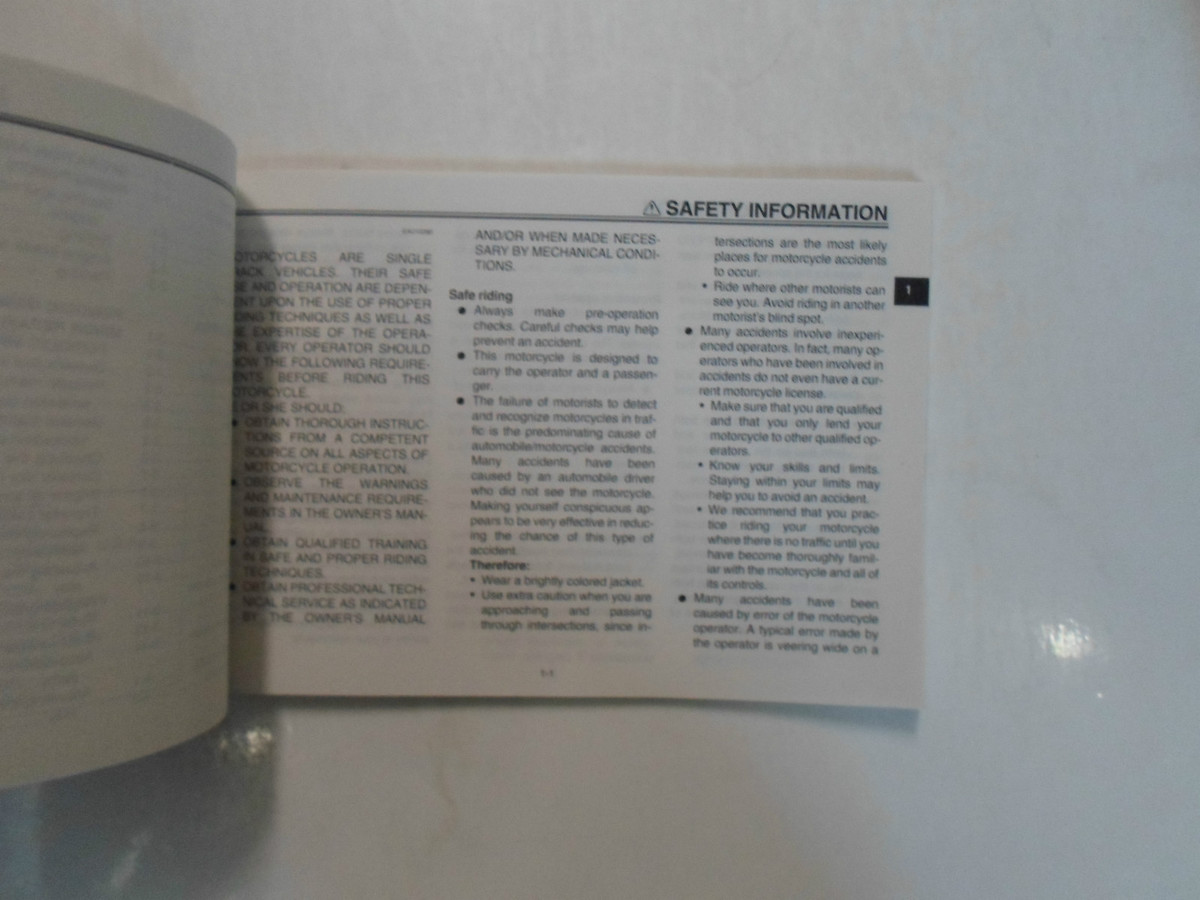 SAFETY INFORMATION
OTORCYCLES ARE SINGLE
ACK VEHICLES. THEIR SAFE
E AND OPERATION ARE DEPEN-
ENT UPON THE USE OF PROPER
DING TECHNIQUES AS WELL AS
E EXPERTISE OF THE OPERA-
OR. EVERY OPERATOR SHOULD
NOW THE FOLLOWING REQUIRE-
ENTS BEFORE RIDING THIS
OTORCYCLE.
OR SHE SHOULD:
● OBTAIN THOROUGH INSTRUC-
TIONS FROM A COMPETENT
SOURCE ON ALL ASPECTS OF
MOTORCYCLE OPERATION.
● OBSERVE THE WARNINGS
AND MAINTENANCE REQUIRE-
MENTS IN THE OWNER'S MAN-
UAL.
● OBTAIN QUALIFIED TRAINING
IN SAFE AND PROPER RIDING
TECHNIQUES.
● OBTAIN PROFESSIONAL TECH-
NICAL SERVICE AS INDICATED
BY THE OWNER'S MANUAL
AND/OR WHEN MADE NECES-
SARY BY MECHANICAL CONDI-
TIONS.
Safe riding
● Always make pre-operation
checks. Careful checks may help
prevent an accident.
● This motorcycle is designed to
carry the operator and a passen-
ger.
● The failure of motorists to detect
and recognize motorcycles in traf-
fic is the predominating cause of
automobile/motorcycle accidents.
Many accidents have been
caused by an automobile driver
who did not see the motorcycle.
Making yourself conspicuous ap-
pears to be very effective in reduc-
ing the chance of this type of
accident.
Therefore:
• Wear a brightly colored jacket.
• Use extra caution when you are
approaching and passing
through intersections, since in-
tersections are the most likely
places for motorcycle accidents
to occur.
• Ride where other motorists can
see you. Avoid riding in another
motorist's blind spot.
● Many accidents involve inexperi-
enced operators. In fact, many op-
erators who have been involved in
accidents do not even have a cur-
rent motorcycle license.
• Make sure that you are qualified
and that you only lend your
motorcycle to other qualified op-
erators.
• Know your skills and limits.
Staying within your limits may
help you to avoid an accident.
• We recommend that you prac-
tice riding your motorcycle
where there is no traffic until you
have become thoroughly famil-
iar with the motorcycle and all of
its controls.
● Many accidents have been
caused by error of the motorcycle
operator. A typical error made by
the operator is veering wide on a
1
1-1